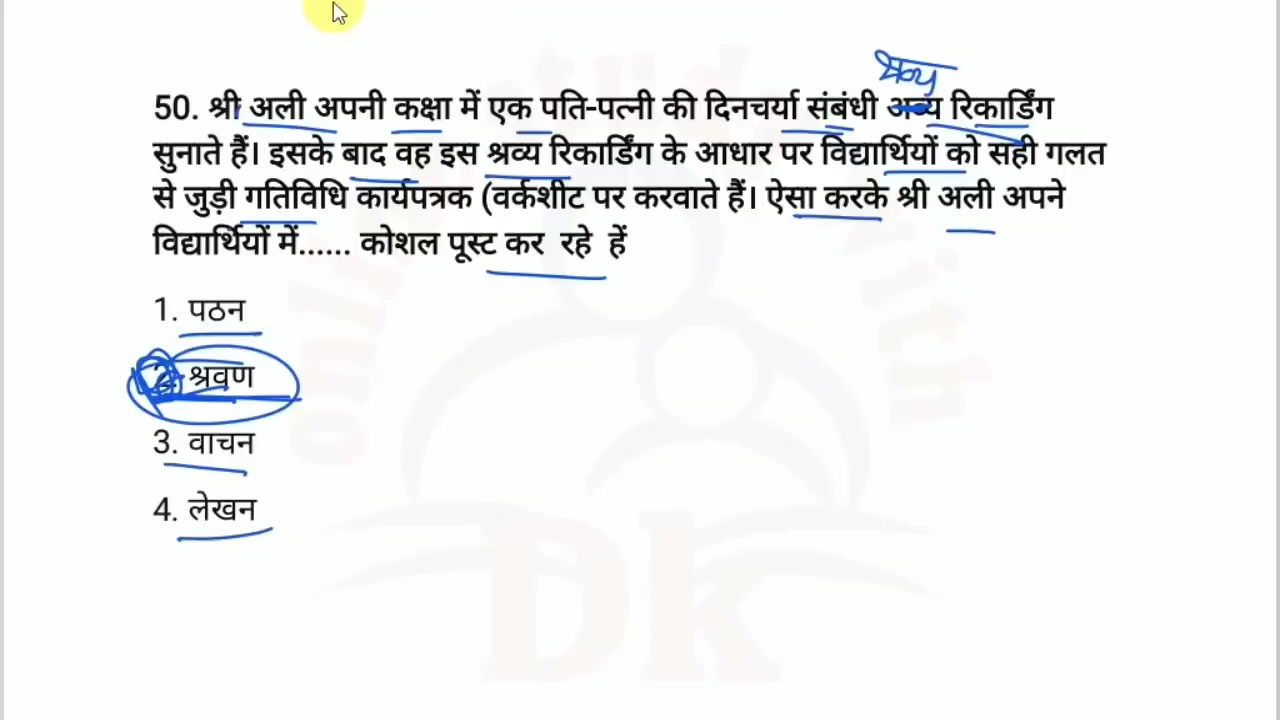 श्रव्य
50. श्री अली अपनी कक्षा में एक पति-पत्नी की दिनचर्या संबंधी अव्य रिकार्डिंग
सुनाते हैं। इसके बाद वह इस श्रव्य रिकार्डिंग के आधार पर विद्यार्थियों को सही गलत
से जुड़ी गतिविधि कार्यपत्रक (वर्कशीट पर करवाते हैं। ऐसा करके श्री अली अपने
विद्यार्थियों में...... कोशल पूस्ट कर रहे हें
1. पठन
2. श्रवण
3. वाचन
4. लेखन
Dk